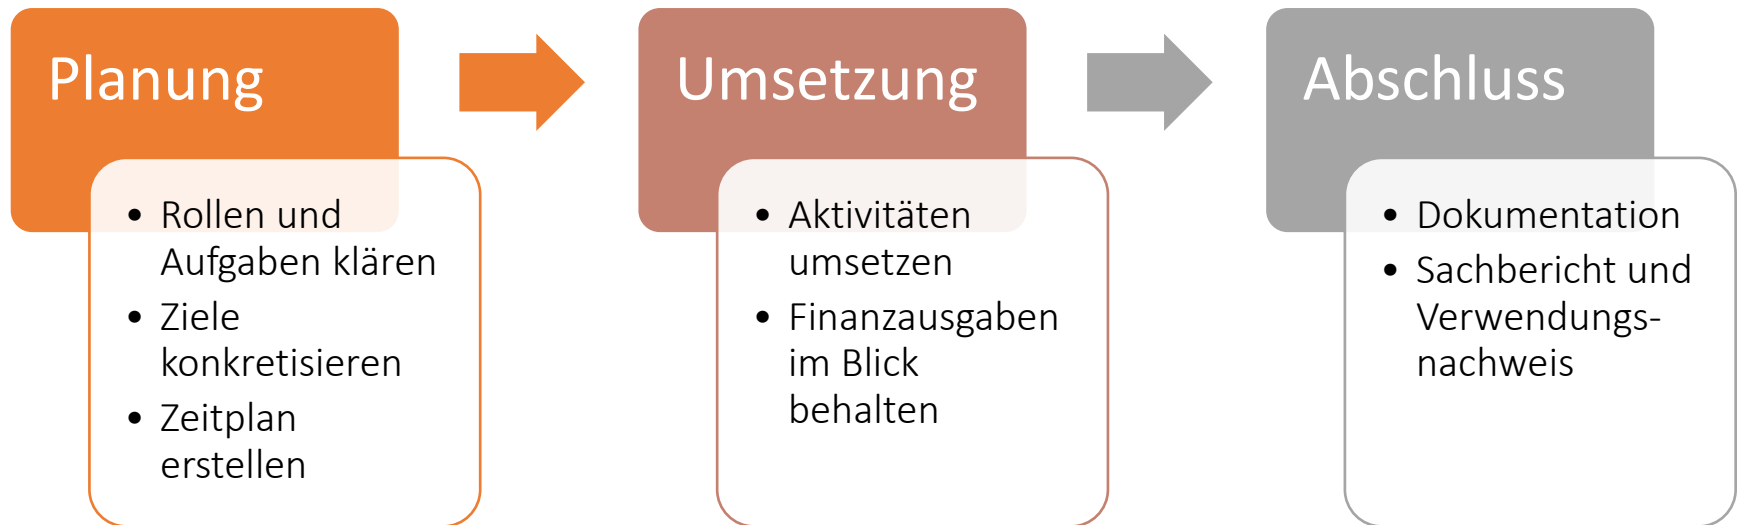 Planung
• Rollen und
Aufgaben klären
• Ziele
konkretisieren
• Zeitplan
erstellen
Umsetzung
• Aktivitäten
umsetzen
• Finanzausgaben
im Blick
behalten
Abschluss
• Dokumentation
• Sachbericht und
Verwendungs-
nachweis